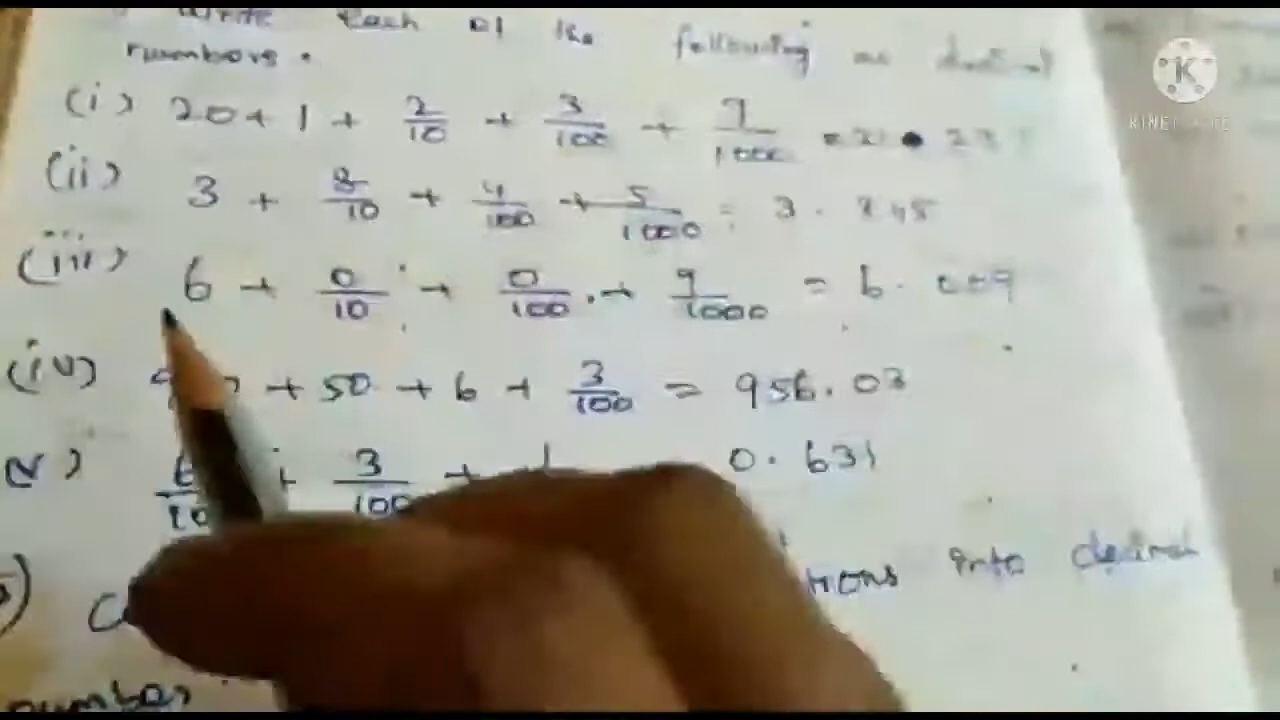 Write each of the following as decimal
numbers.
(i) 20 + 1 + 2/10 + 3/100 + 7/1000
(ii) 3 + 8/10 + 4/100 + 5/1000 = 3.845
(iii) 6 + 0/10 + 0/100 + 9/1000 = 6.009
(iv) + 50 + 6 + 3/100 = 956.03
(v) 3/100 + 0.631
into decimal
number